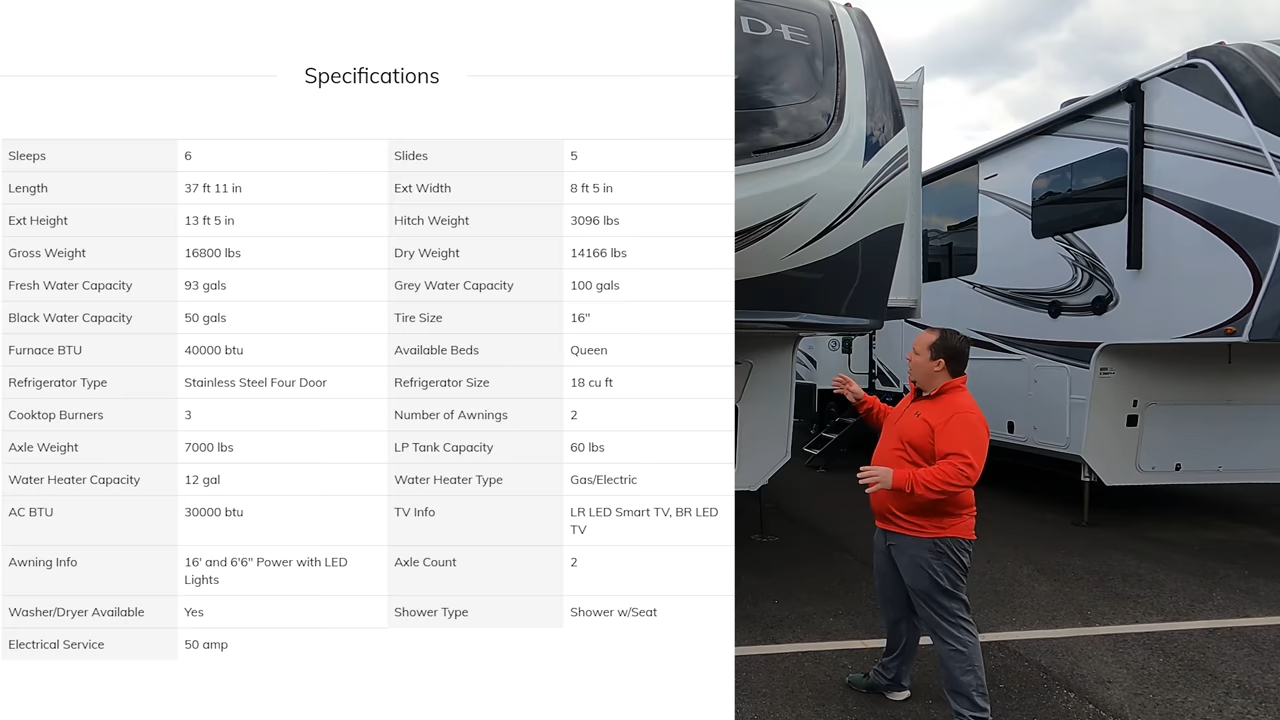 Specifications
Sleeps 6 Slides 5
Length 37 ft 11 in Ext Width 8 ft 5 in
Ext Height 13 ft 5 in Hitch Weight 3096 lbs
Gross Weight 16800 lbs Dry Weight 14166 lbs
Fresh Water Capacity 93 gals Grey Water Capacity 100 gals
Black Water Capacity 50 gals Tire Size 16"
Furnace BTU 40000 btu Available Beds Queen
Refrigerator Type Stainless Steel Four Door Refrigerator Size 18 cu ft
Cooktop Burners 3 Number of Awnings 2
Axle Weight 7000 lbs LP Tank Capacity 60 lbs
Water Heater Capacity 12 gal Water Heater Type Gas/Electric
AC BTU 30000 btu TV Info LR LED Smart TV, BR LED
TV
Awning Info 16' and 6'6" Power with LED Axle Count 2
Lights
Washer/Dryer Available Yes Shower Type Shower w/Seat
Electrical Service 50 amp
DE
3